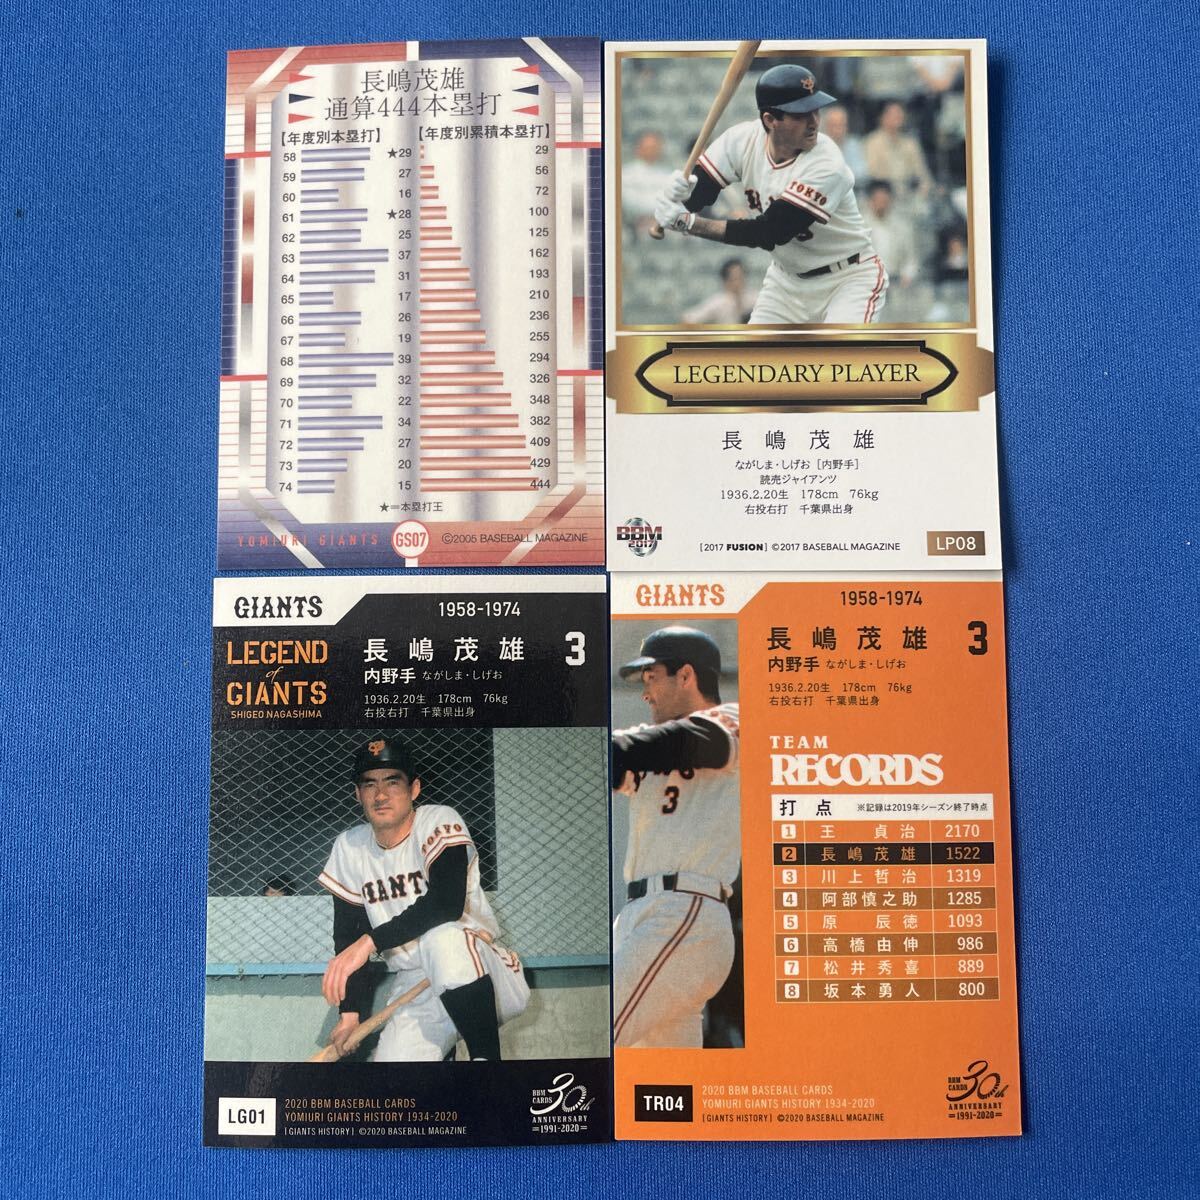 長嶋茂雄
通算444本塁打
【年度別本塁打】 【年度別累積本塁打】
58 ★29 29
59 27 56
60 16 72
61 ★28 100
62 25 125
63 37 162
64 31 193
65 17 210
66 26 236
67 19 255
68 39 294
69 32 326
70 22 348
71 34 382
72 27 409
73 20 429
74 15 444
★=本塁打王
YOMIURI GIANTS GS07 ©2005 BASEBALL MAGAZINE
TOKYO
LEGENDARY PLAYER
長嶋茂雄
ながしま・しげお [内野手]
読売ジャイアンツ
1936.2.20生 178cm 76kg
右投右打 千葉県出身
BBM
2017
[2017 FUSION] ©2017 BASEBALL MAGAZINE
LP08
GIANTS 1958-1974
LEGEND
of
GIANTS
SHIGEO NAGASHIMA
長嶋茂雄 3
内野手 ながしま・しげお
1936.2.20生 178cm 76kg
右投右打 千葉県出身
TOKYO
GIANT
LG01
2020 BBM BASEBALL CARDS
YOMIURI GIANTS HISTORY 1934-2020
[GIANTS HISTORY] ©2020 BASEBALL MAGAZINE
BBM
CARDS
30th
ANNIVERSARY
=1991-2020=
GIANTS 1958-1974
長嶋茂雄 3
内野手 ながしま・しげお
1936.2.20生 178cm 76kg
右投右打 千葉県出身
3
TEAM
RECORDS
打点 ※記録は2019年シーズン終了時点
1 王貞治 2170
2 長嶋茂雄 1522
3 川上哲治 1319
4 阿部慎之助 1285
5 原辰徳 1093
6 高橋由伸 986
7 松井秀喜 889
8 坂本勇人 800
TR04
2020 BBM BASEBALL CARDS
YOMIURI GIANTS HISTORY 1934-2020
[GIANTS HISTORY] ©2020 BASEBALL MAGAZINE
BBM
CARDS
30th
ANNIVERSARY
=1991-2020=